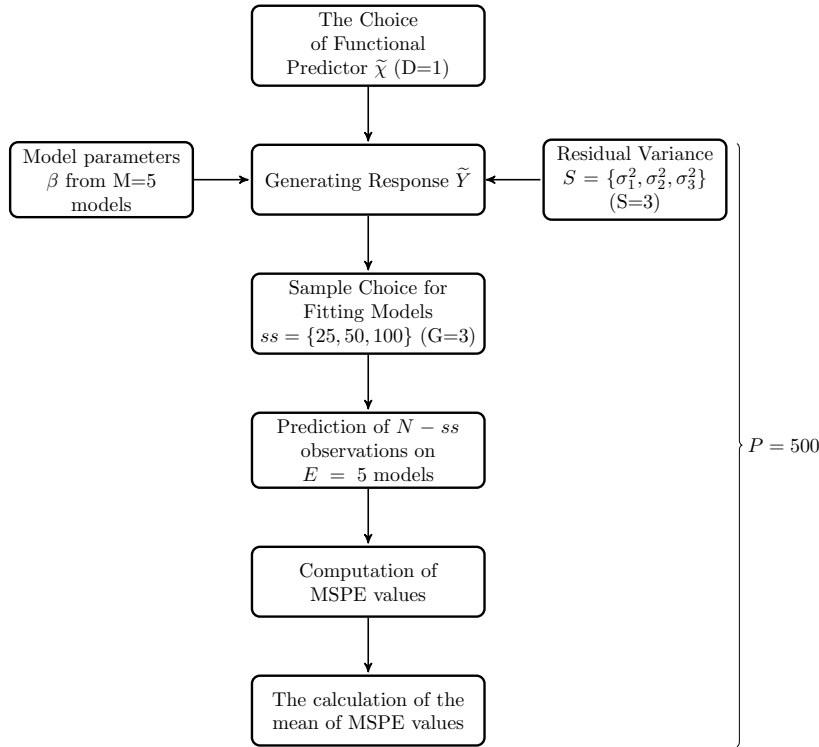 The Choice
of Functional
Predictor χ̃ (D=1)
Model parameters
β from M=5
models
Generating Response Ỹ
Residual Variance
S = {σ₁², σ₂², σ₃²}
(S=3)
Sample Choice for
Fitting Models
ss = {25, 50, 100} (G=3)
Prediction of N − ss
observations on
E = 5 models
P = 500
Computation of
MSPE values
The calculation of the
mean of MSPE values